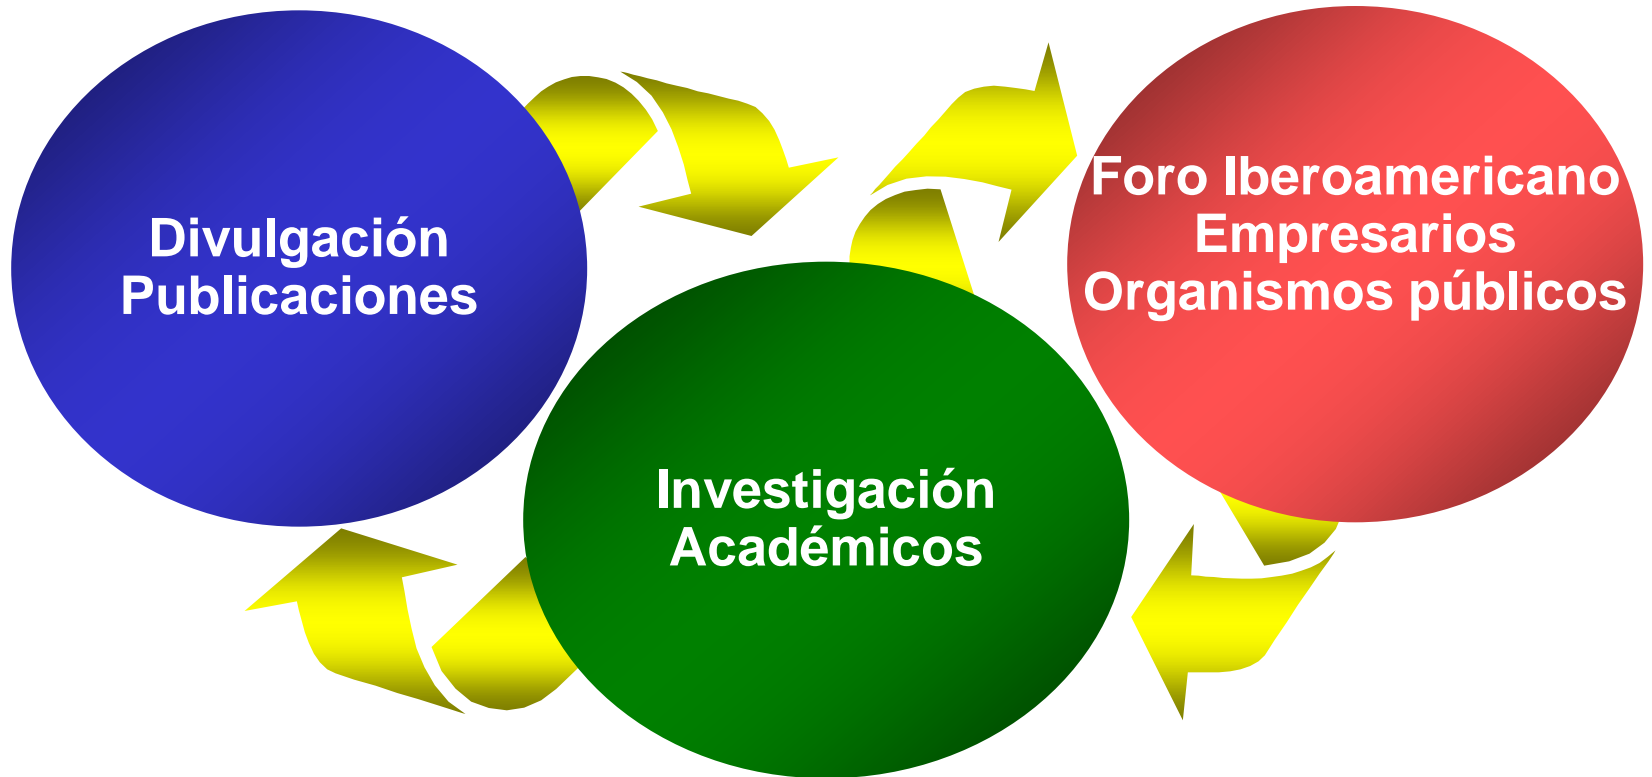 Divulgación
Publicaciones
Foro Iberoamericano
Empresarios
Organismos públicos
Investigación
Académicos